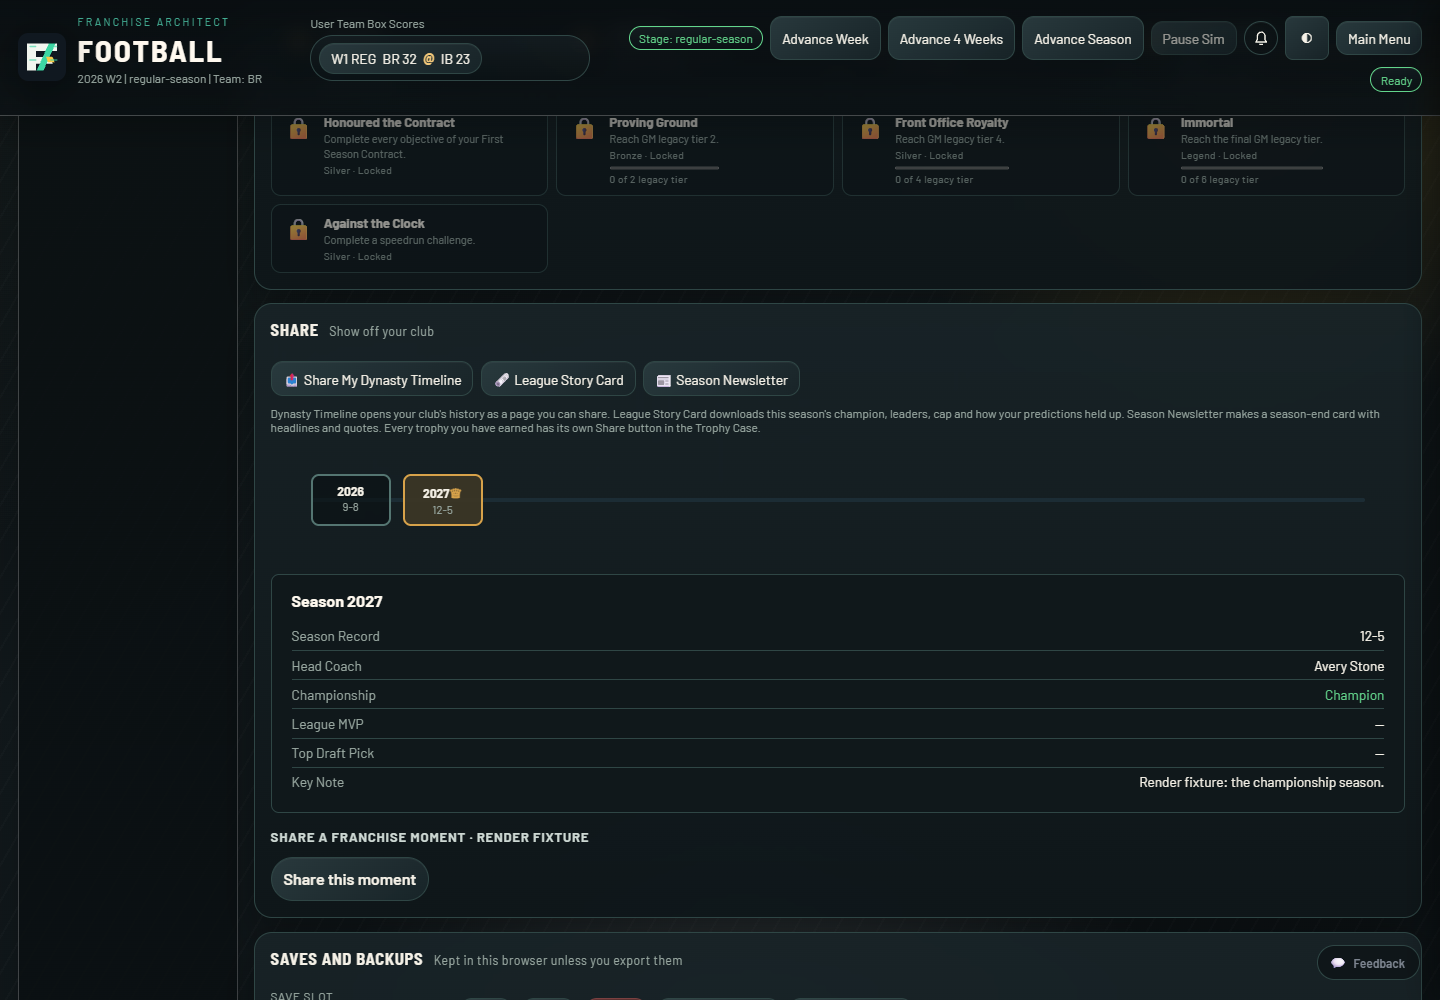 FRANCHISE ARCHITECT
FOOTBALL
2026 W2 | regular-season | Team: BR
User Team Box Scores
W1 REG BR 32 @ IB 23
Stage: regular-season
Advance Week
Advance 4 Weeks
Advance Season
Pause Sim
Main Menu
Ready
Honoured the Contract
Complete every objective of your First
Season Contract.
Silver · Locked
Proving Ground
Reach GM legacy tier 2.
Bronze · Locked
0 of 2 legacy tier
Front Office Royalty
Reach GM legacy tier 4.
Silver · Locked
0 of 4 legacy tier
Immortal
Reach the final GM legacy tier.
Legend · Locked
0 of 6 legacy tier
Against the Clock
Complete a speedrun challenge.
Silver · Locked
SHARE Show off your club
Share My Dynasty Timeline
League Story Card
Season Newsletter
Dynasty Timeline opens your club's history as a page you can share. League Story Card downloads this season's champion, leaders, cap and how your predictions held up. Season Newsletter makes a season-end card with
headlines and quotes. Every trophy you have earned has its own Share button in the Trophy Case.
2026
9-8
2027
12-5
Season 2027
Season Record 12-5
Head Coach Avery Stone
Championship Champion
League MVP —
Top Draft Pick —
Key Note Render fixture: the championship season.
SHARE A FRANCHISE MOMENT · RENDER FIXTURE
Share this moment
SAVES AND BACKUPS Kept in this browser unless you export them
Feedback
SAVE SLOT